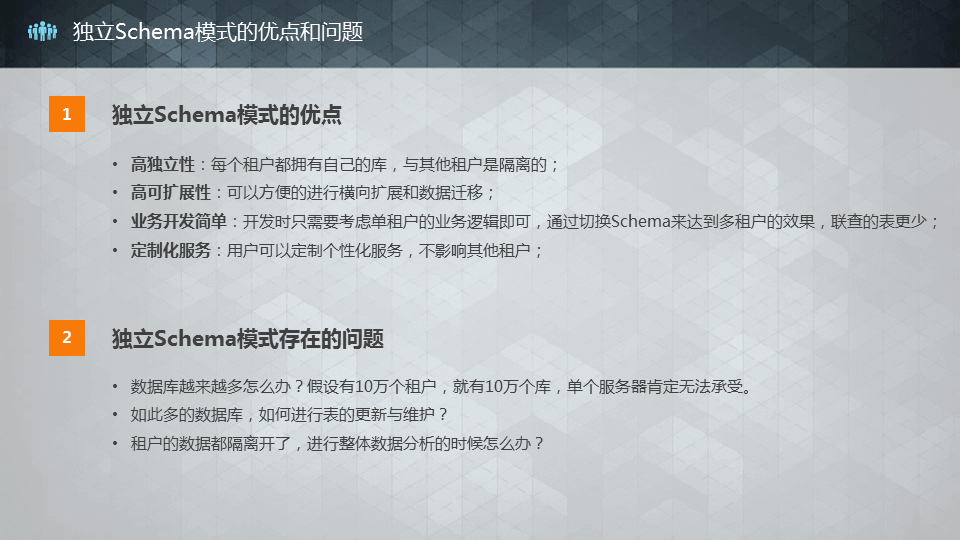 独立Schema模式的优点和问题
1
独立Schema模式的优点
• 高独立性：每个租户都拥有自己的库，与其他租户是隔离的；
• 高可扩展性：可以方便的进行横向扩展和数据迁移；
• 业务开发简单：开发时只需要考虑单租户的业务逻辑即可，通过切换Schema来达到多租户的效果，联查的表更少；
• 定制化服务：用户可以定制个性化服务，不影响其他租户；
2
独立Schema模式存在的问题
• 数据库越来越多怎么办？假设有10万个租户，就有10万个库，单个服务器肯定无法承受。
• 如此多的数据库，如何进行表的更新与维护？
• 租户的数据都隔离开了，进行整体数据分析的时候怎么办？